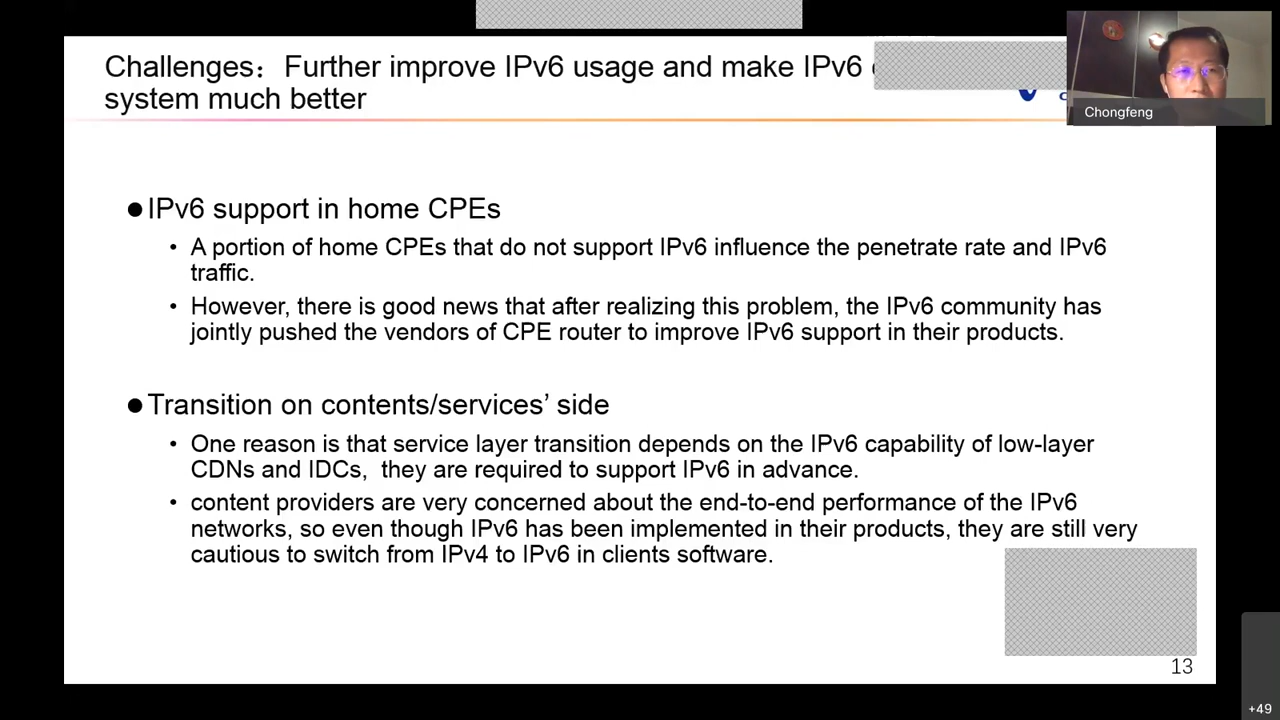 Challenges： Further improve IPv6 usage and make IPv6
system much better
Chongfeng
●IPv6 support in home CPEs
• A portion of home CPEs that do not support IPv6 influence the penetrate rate and IPv6
traffic.
• However, there is good news that after realizing this problem, the IPv6 community has
jointly pushed the vendors of CPE router to improve IPv6 support in their products.
●Transition on contents/services’ side
• One reason is that service layer transition depends on the IPv6 capability of low-layer
CDNs and IDCs, they are required to support IPv6 in advance.
• content providers are very concerned about the end-to-end performance of the IPv6
networks, so even though IPv6 has been implemented in their products, they are still very
cautious to switch from IPv4 to IPv6 in clients software.
13
+49